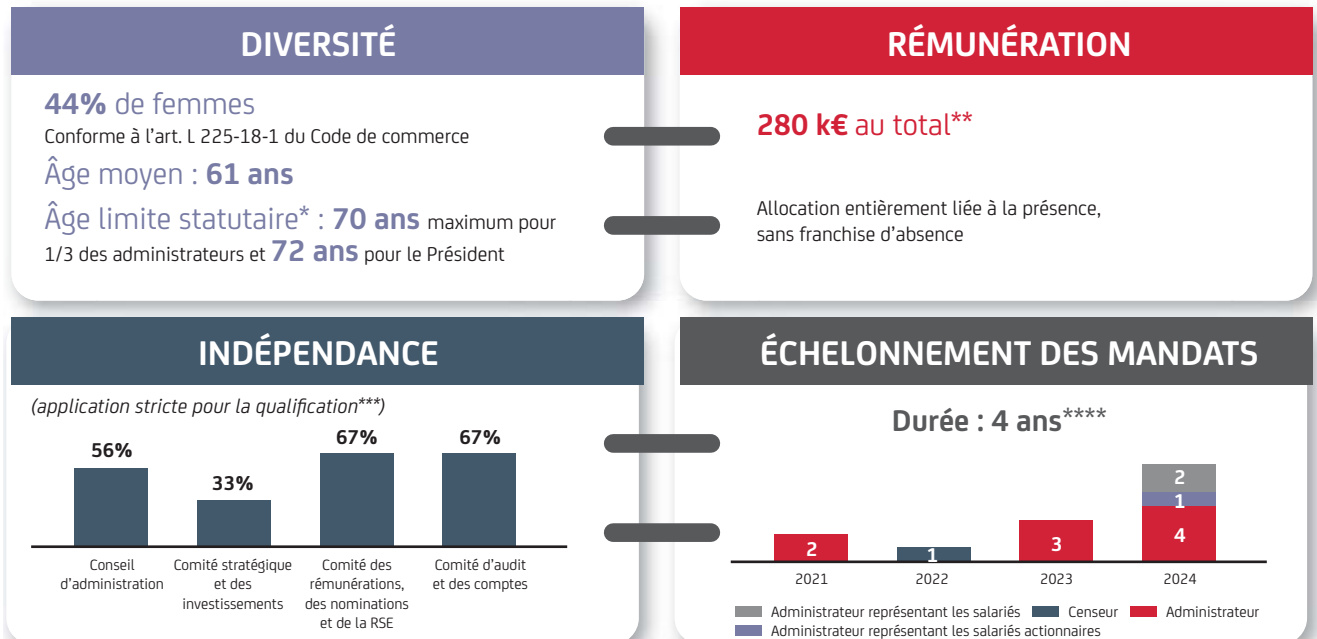 DIVERSITÉ
44% de femmes
Conforme à l'art. L 225-18-1 du Code de commerce
Âge moyen : 61 ans
Âge limite statutaire* : 70 ans maximum pour
1/3 des administrateurs et 72 ans pour le Président
RÉMUNÉRATION
280 k€ au total**
Allocation entièrement liée à la présence,
sans franchise d'absence
INDÉPENDANCE
(application stricte pour la qualification***)
56%
33%
67%
67%
Conseil
d'administration
Comité stratégique
et des
investissements
Comité des
rémunérations,
des nominations
et de la RSE
Comité d'audit
et des comptes
ÉCHELONNEMENT DES MANDATS
Durée : 4 ans****
2
1
3
2
1
4
2021
2022
2023
2024
Administrateur représentant les salariés
Censeur
Administrateur
Administrateur représentant les salariés actionnaires